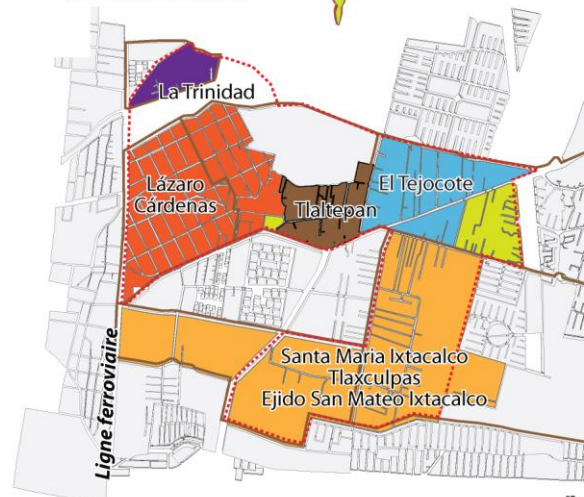 La Trinidad
Lázaro
Cárdenas
Tlaltepan
El Tejocote
Santa Maria Ixtacalco
Tlaxculpas
Ejido San Mateo Ixtacalco
Ligne ferroviaire